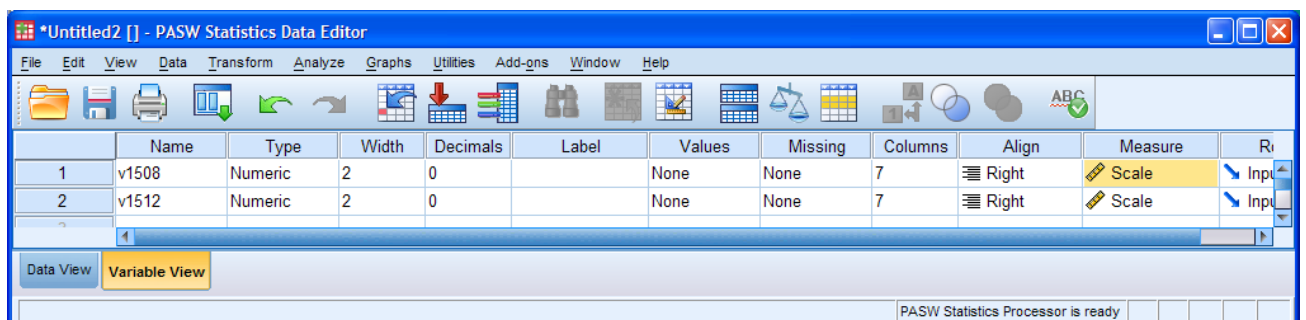 *Untitled2 [] - PASW Statistics Data Editor
File Edit View Data Transform Analyze Graphs Utilities Add-ons Window Help
A 1 ABC
Name Type Width Decimals Label Values Missing Columns Align Measure
1 v1508 Numeric 2 0 None None 7 Right Scale
2 v1512 Numeric 2 0 None None 7 Right Scale
Data View Variable View
PASW Statistics Processor is ready